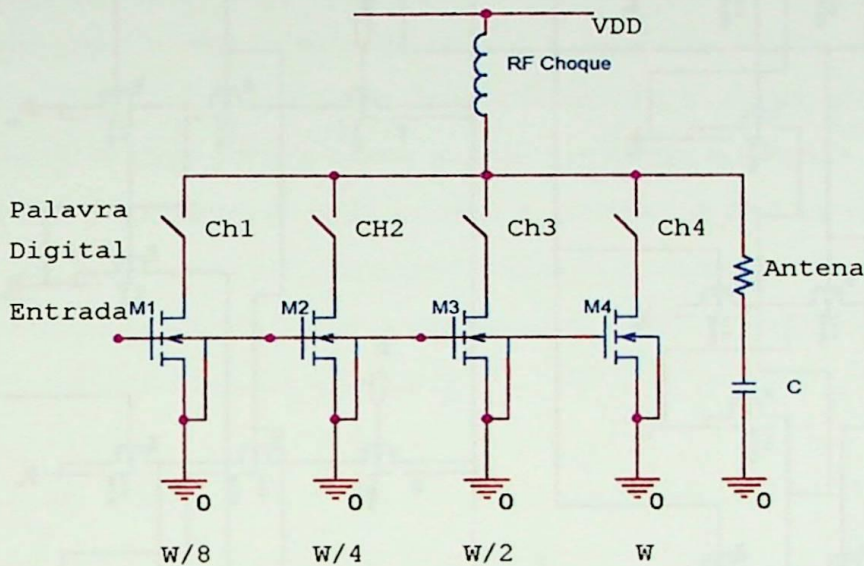 VDD
RF Choque
Palavra
Digital
Entrada
Ch1
CH2
Ch3
Ch4
Antena
M1
M2
M3
M4
C
0
0
0
0
0
W/8
W/4
W/2
W